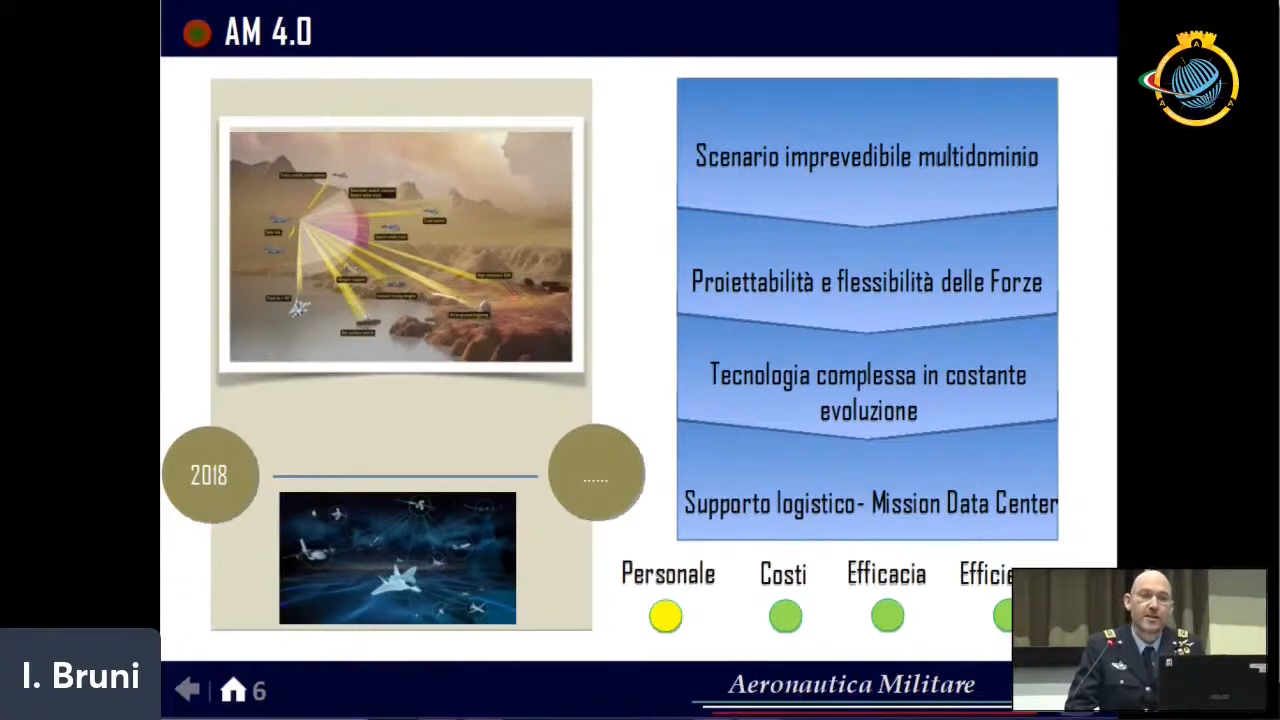 AM 4.0
Scenario imprevedibile multidominio
Proiettabilità e flessibilità delle Forze
Tecnologia complessa in costante
evoluzione
2018
......
Supporto logistico- Mission Data Center
Personale
Costi
Efficacia
I. Bruni
6
Aeronautica Militare